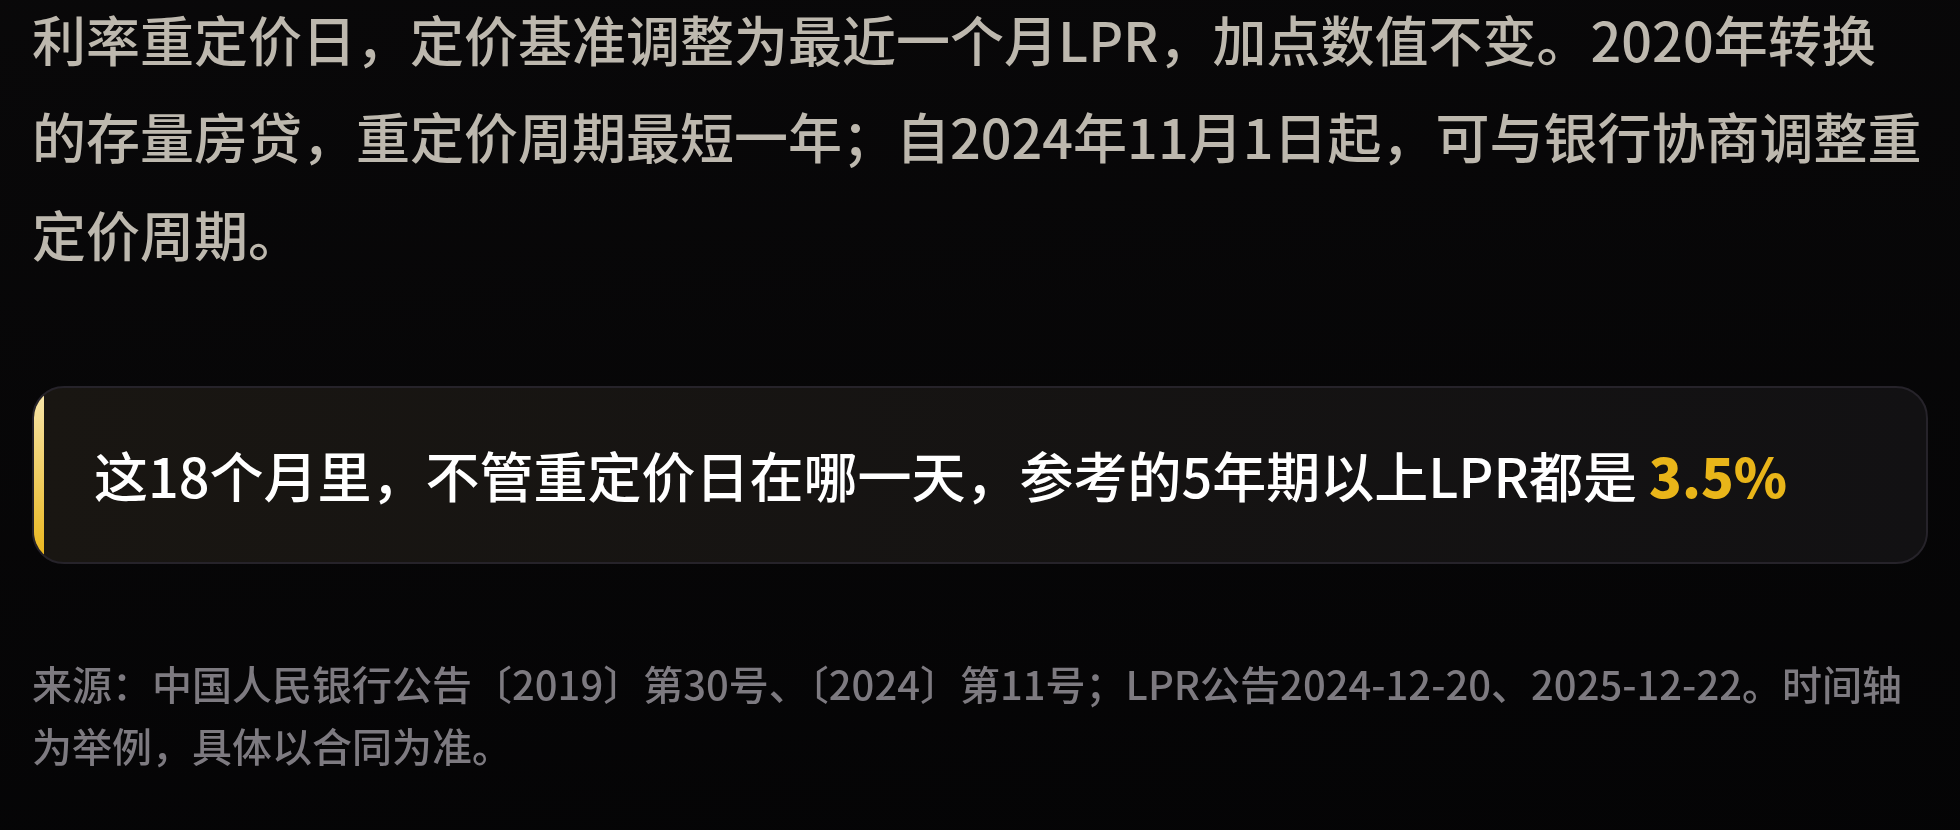 利率重定价日，定价基准调整为最近一个月LPR，加点数值不变。2020年转换
的存量房贷，重定价周期最短一年；自2024年11月1日起，可与银行协商调整重
定价周期。
这18个月里，不管重定价日在哪一天，参考的5年期以上LPR都是 3.5%
来源：中国人民银行公告〔2019〕第30号、〔2024〕第11号；LPR公告2024-12-20、2025-12-22。时间轴
为举例，具体以合同为准。